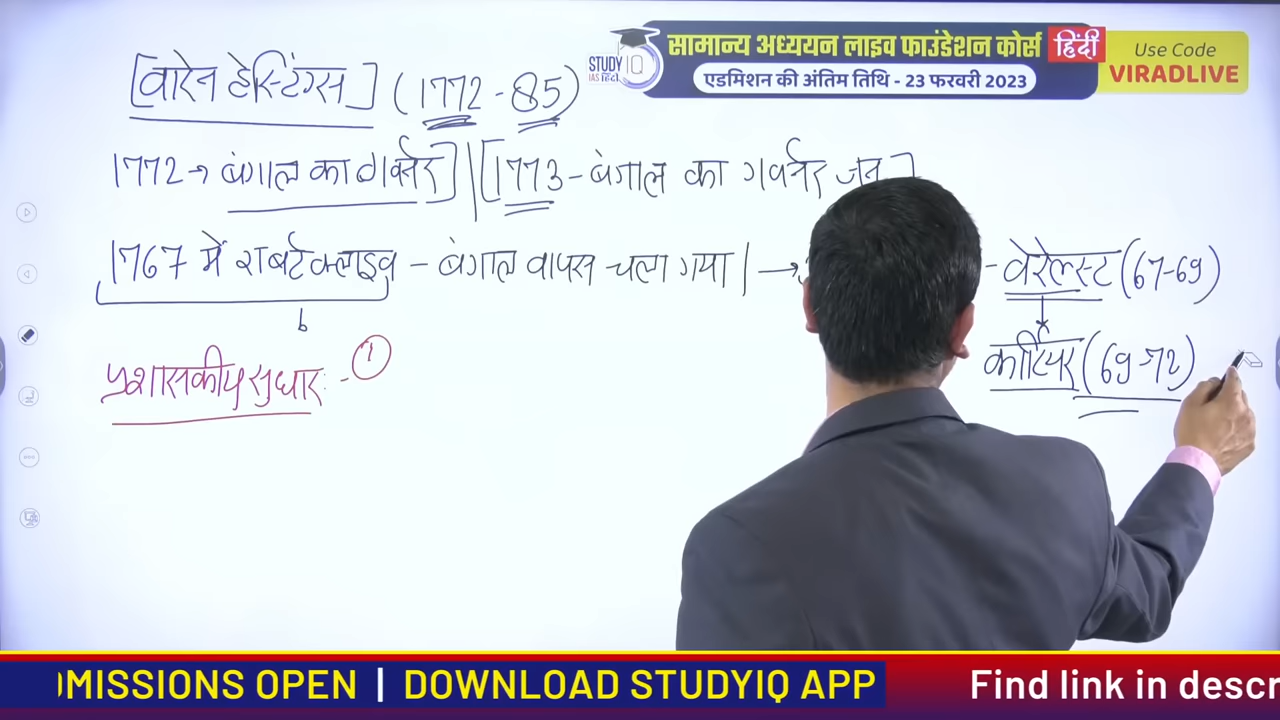 [वारेन हेस्टिंग्स] (1772-85)
STUDY IQ
IAS हिंदी
सामान्य अध्ययन लाइव फाउंडेशन कोर्स हिंदी
एडमिशन की अंतिम तिथि - 23 फरवरी 2023
Use Code
VIRADLIVE
1772→ बंगाल का गवर्नर] | [1773-बंगाल का गवर्नर जन]
1767 में राबर्ट क्लाइव - बंगाल वापस चला गया | → - वेरेल्स्ट (67-69)
कार्टियर (69-72)
प्रशासकीय सुधार:- ①
DMISSIONS OPEN | DOWNLOAD STUDYIQ APP
Find link in descr